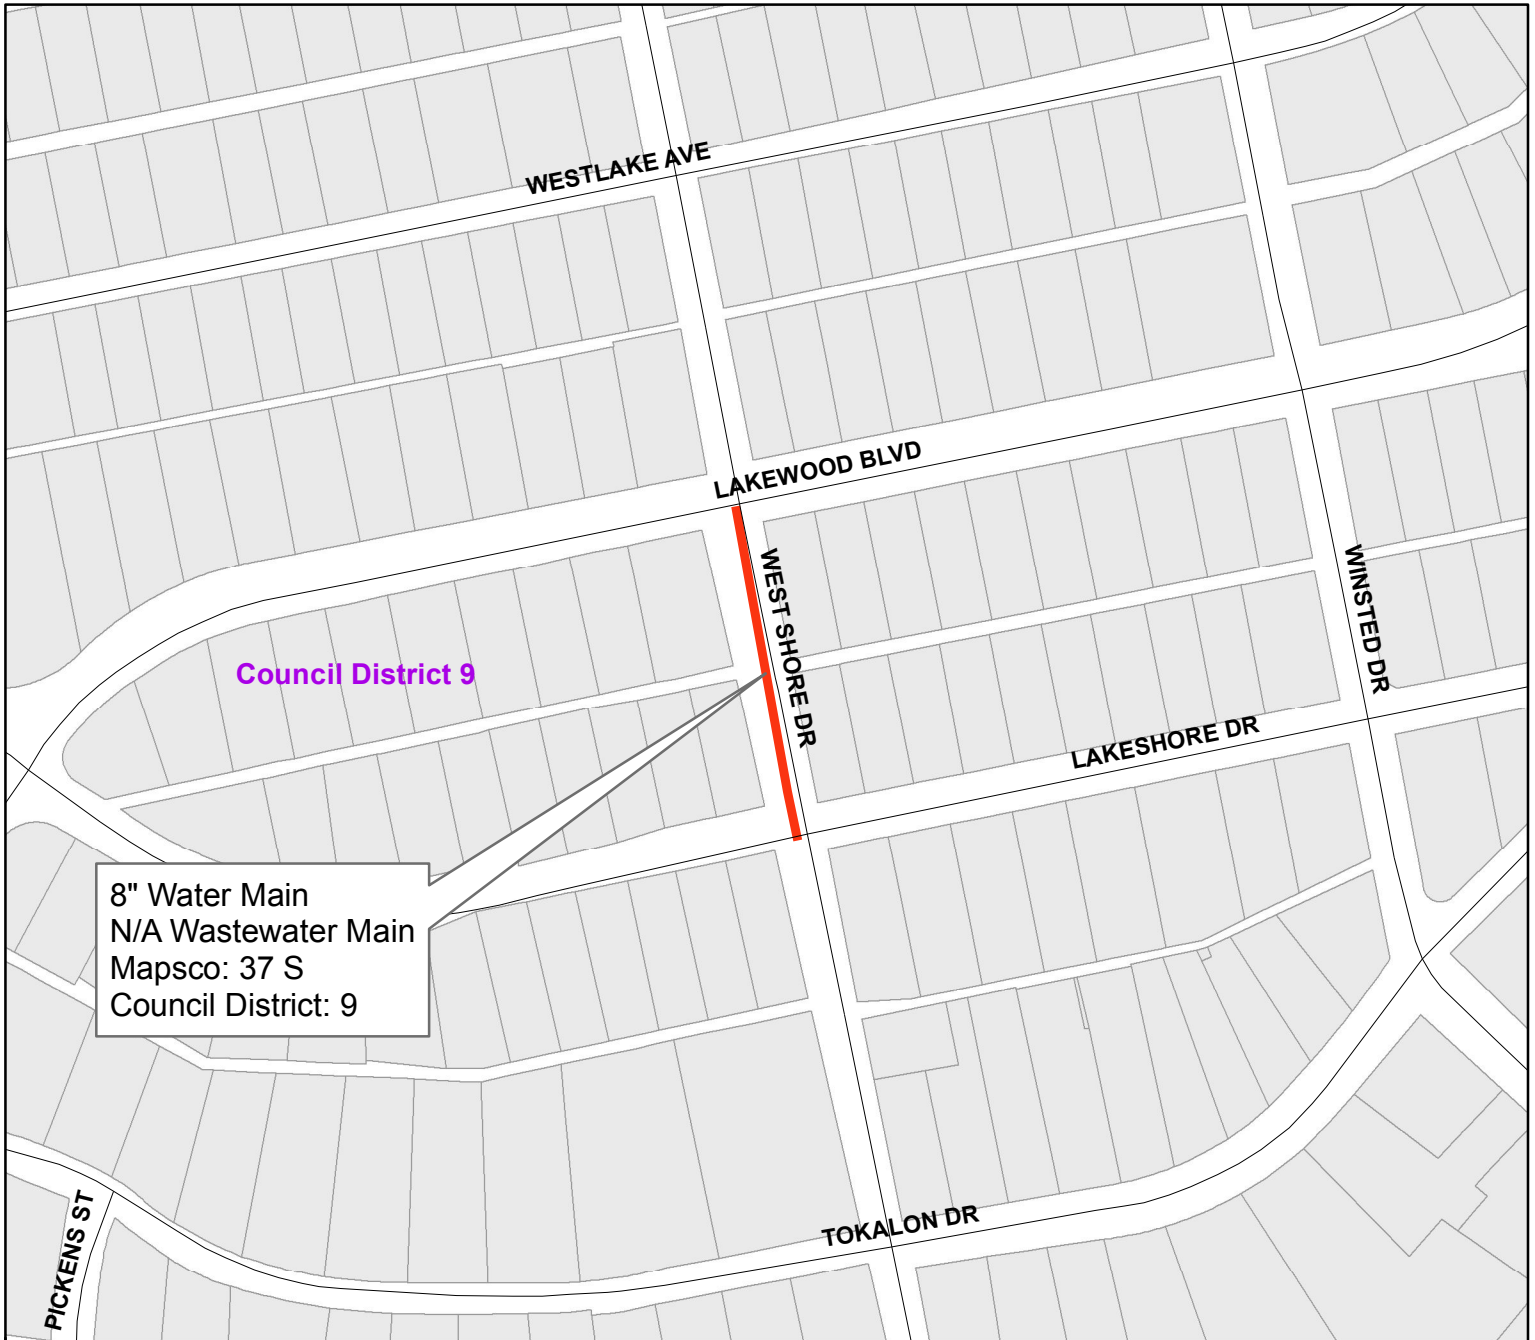 WESTLAKE AVE
LAKEWOOD BLVD
WEST SHORE DR
WINSTED DR
Council District 9
LAKESHORE DR
8" Water Main
N/A Wastewater Main
Mapsco: 37 S
Council District: 9
PICKENS ST
TOKALON DR